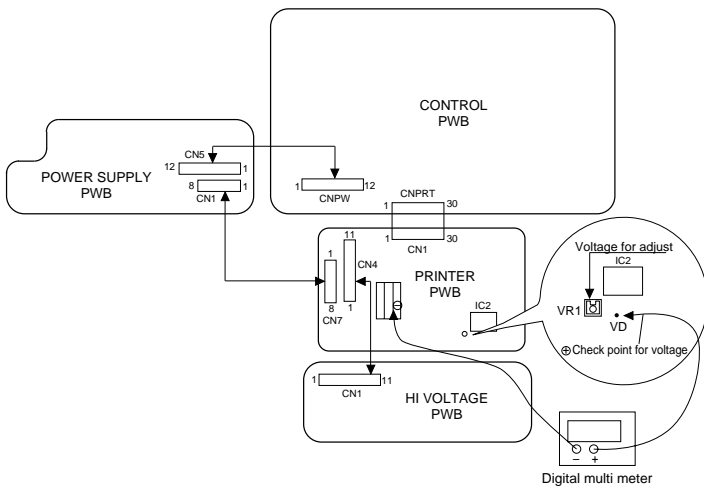 CONTROL
PWB
CN5
12 1
POWER SUPPLY
PWB
8 1
CN1
1 12
CNPW
CNPRT
1 30
1 30
CN1
11
1
CN4
PRINTER
PWB
IC2
8
CN7
1
Voltage for adjust
IC2
VR1
VD
⊕Check point for voltage
1 11
CN1
HI VOLTAGE
PWB
− +
Digital multi meter